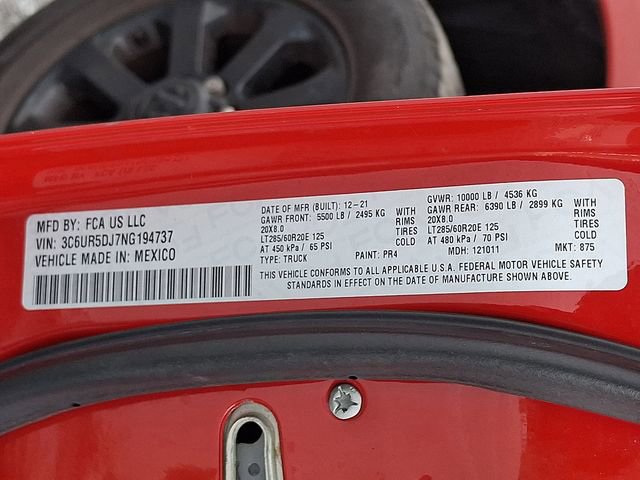 MFD BY: FCA US LLC
VIN: 3C6UR5DJ7NG194737
VEHICLE MADE IN: MEXICO
DATE OF MFR (BUILT): 12-21
GAWR FRONT: 5500 LB / 2495 KG WITH
20X8.0 RIMS
LT285/60R20E 125 TIRES
AT 450 kPa / 65 PSI COLD
TYPE: TRUCK PAINT: PR4
GVWR: 10000 LB / 4536 KG
GAWR REAR: 6390 LB / 2899 KG WITH
20X8.0 RIMS
LT285/60R20E 125 TIRES
AT 480 kPa / 70 PSI COLD
MDH: 121011 MKT: 875
THIS VEHICLE CONFORMS TO ALL APPLICABLE U.S.A. FEDERAL MOTOR VEHICLE SAFETY
STANDARDS IN EFFECT ON THE DATE OF MANUFACTURE SHOWN ABOVE.